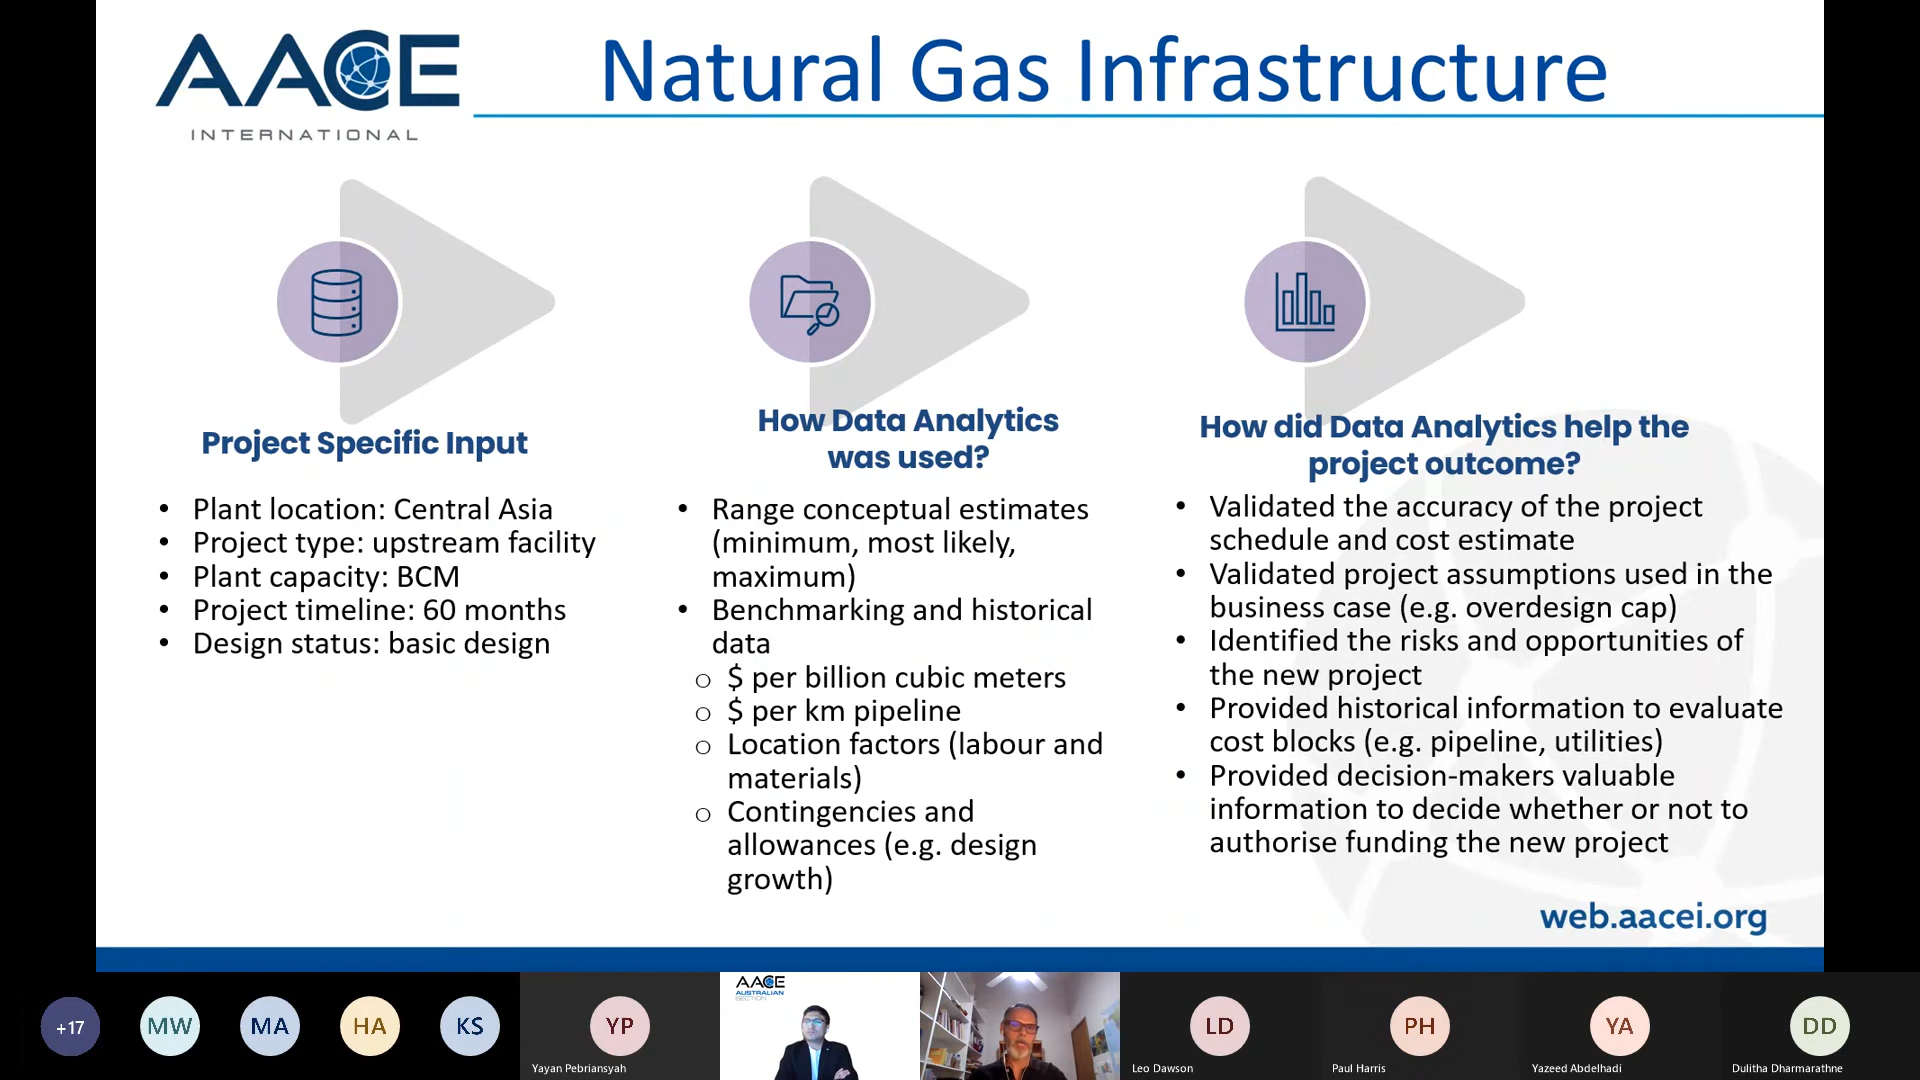 AACE
INTERNATIONAL
Natural Gas Infrastructure
Project Specific Input
• Plant location: Central Asia
• Project type: upstream facility
• Plant capacity: BCM
• Project timeline: 60 months
• Design status: basic design
How Data Analytics
was used?
• Range conceptual estimates
(minimum, most likely,
maximum)
• Benchmarking and historical
data
o $ per billion cubic meters
o $ per km pipeline
o Location factors (labour and
materials)
o Contingencies and
allowances (e.g. design
growth)
How did Data Analytics help the
project outcome?
• Validated the accuracy of the project
schedule and cost estimate
• Validated project assumptions used in the
business case (e.g. overdesign cap)
• Identified the risks and opportunities of
the new project
• Provided historical information to evaluate
cost blocks (e.g. pipeline, utilities)
• Provided decision-makers valuable
information to decide whether or not to
authorise funding the new project
web.aacei.org
+17
MW
MA
HA
KS
YP
Yayan Pebriansyah
AACE
AUSTRALIAN
SECTION
LD
Leo Dawson
PH
Paul Harris
YA
Yazeed Abdelhadi
DD
Dulitha Dharmarathne